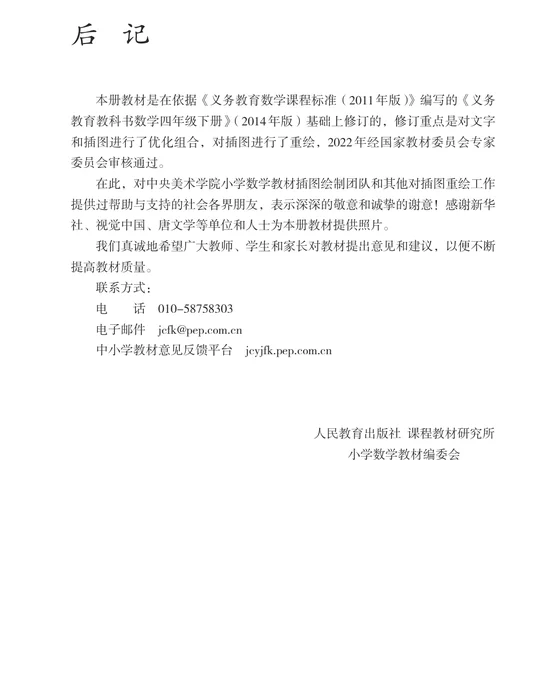 后 记
本册教材是在依据《义务教育数学课程标准（2011年版）》编写的《义务
教育教科书数学四年级下册》（2014年版）基础上修订的，修订重点是对文字
和插图进行了优化组合，对插图进行了重绘，2022年经国家教材委员会专家
委员会审核通过。
在此，对中央美术学院小学数学教材插图绘制团队和其他对插图重绘工作
提供过帮助与支持的社会各界朋友，表示深深的敬意和诚挚的谢意！感谢新华
社、视觉中国、唐文学等单位和人士为本册教材提供照片。
我们真诚地希望广大教师、学生和家长对教材提出意见和建议，以便不断
提高教材质量。
联系方式：
电 话 010-58758303
电子邮件 jcfk@pep.com.cn
中小学教材意见反馈平台 jcyjfk.pep.com.cn
人民教育出版社 课程教材研究所
小学数学教材编委会